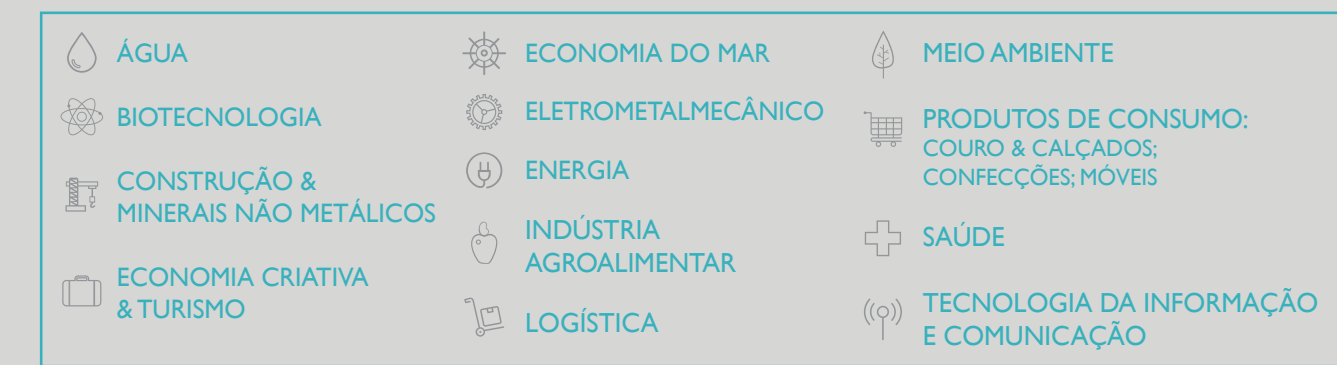 ÁGUA
BIOTECNOLOGIA
CONSTRUÇÃO &
MINERAIS NÃO METÁLICOS
ECONOMIA CRIATIVA
& TURISMO
ECONOMIA DO MAR
ELETROMETALMECÂNICO
ENERGIA
INDÚSTRIA
AGROALIMENTAR
LOGÍSTICA
MEIO AMBIENTE
PRODUTOS DE CONSUMO:
COURO & CALÇADOS;
CONFECÇÕES; MÓVEIS
SAÚDE
TECNOLOGIA DA INFORMAÇÃO
E COMUNICAÇÃO